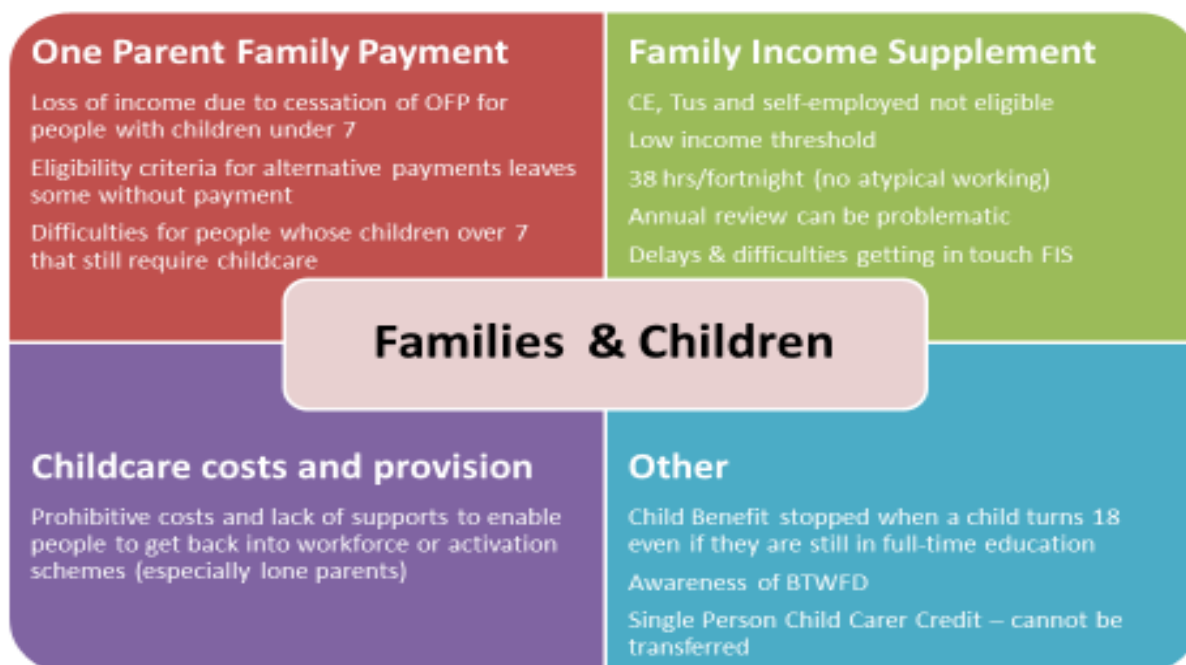 One Parent Family Payment
Loss of income due to cessation of OFP for
people with children under 7
Eligibility criteria for alternative payments leaves
some without payment
Difficulties for people whose children over 7
that still require childcare
Family Income Supplement
CE, Tus and self-employed not eligible
Low income threshold
38 hrs/fortnight (no atypical working)
Annual review can be problematic
Delays & difficulties getting in touch FIS
Families & Children
Childcare costs and provision
Prohibitive costs and lack of supports to enable
people to get back into workforce or activation
schemes (especially lone parents)
Other
Child Benefit stopped when a child turns 18
even if they are still in full-time education
Awareness of BTWFD
Single Person Child Carer Credit – cannot be
transferred